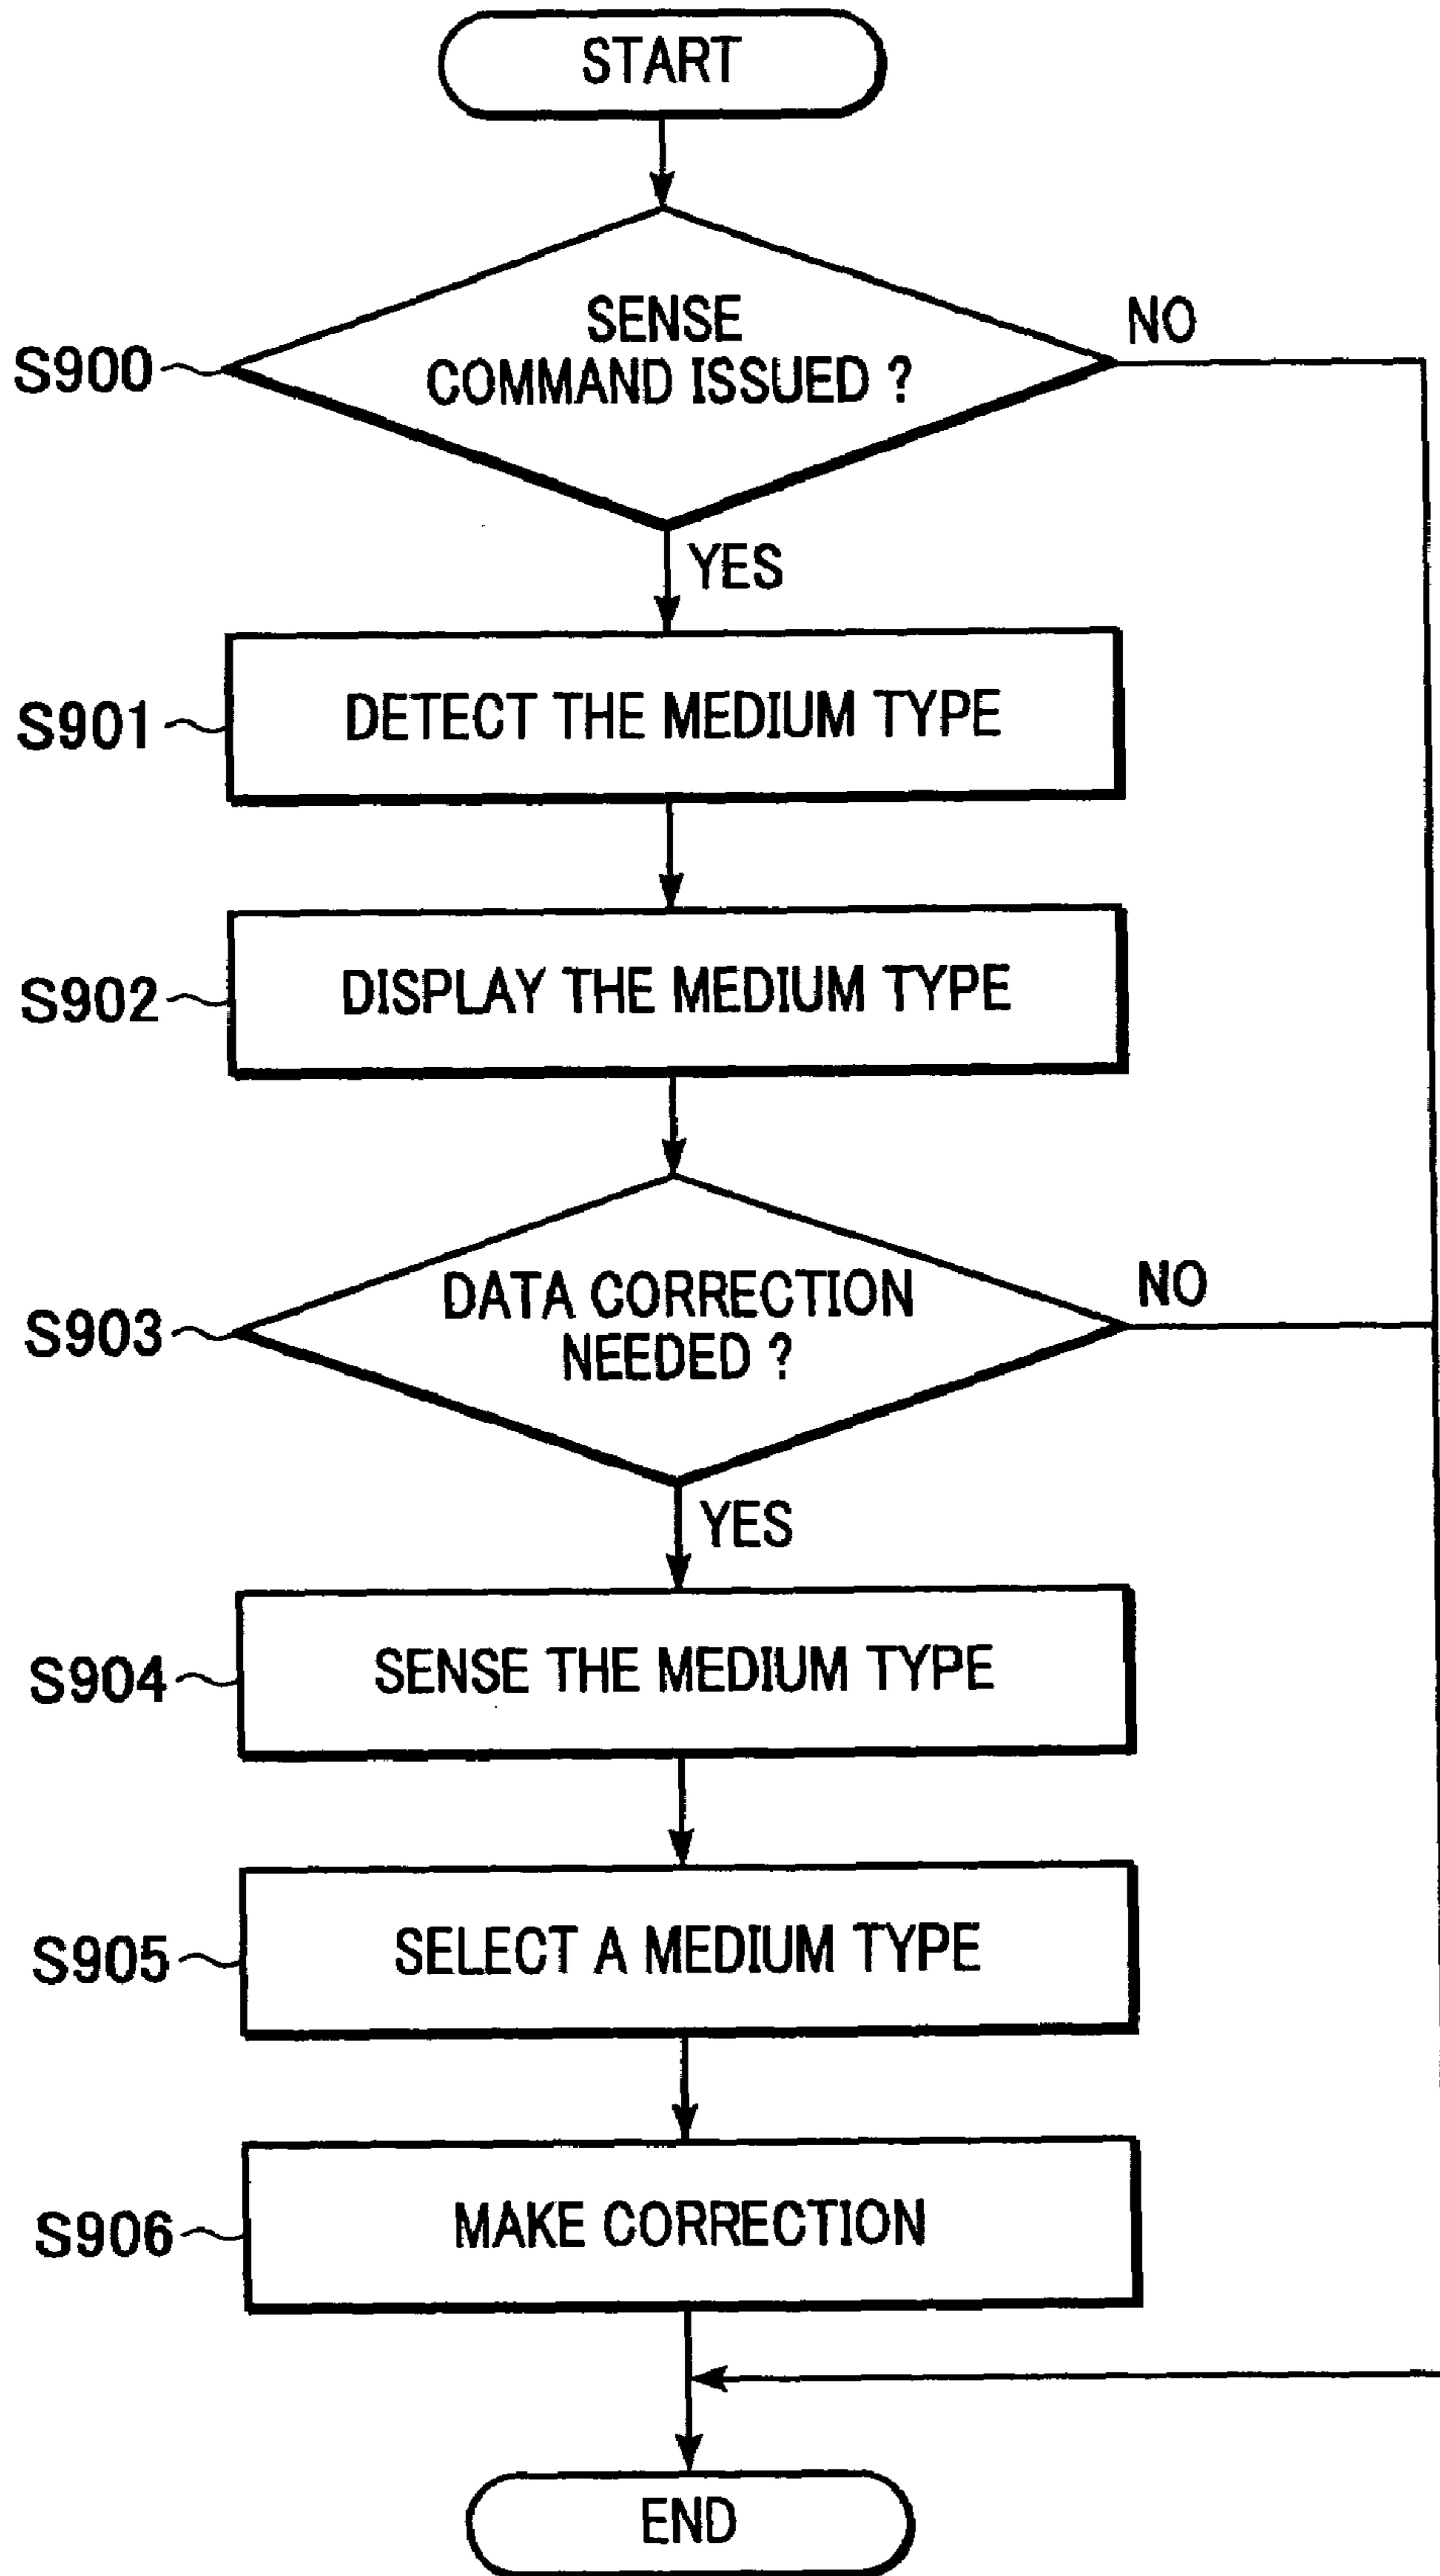 START
SENSE
COMMAND ISSUED ?
NO
S900
YES
S901
DETECT THE MEDIUM TYPE
S902
DISPLAY THE MEDIUM TYPE
DATA CORRECTION
NEEDED ?
NO
S903
YES
S904
SENSE THE MEDIUM TYPE
S905
SELECT A MEDIUM TYPE
S906
MAKE CORRECTION
END